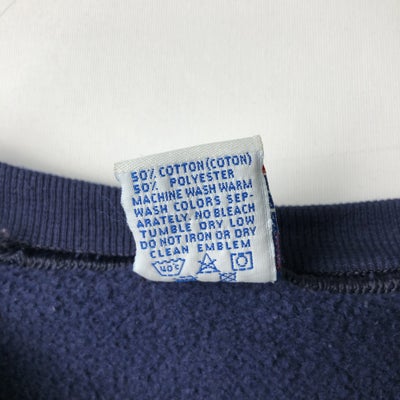 50% COTTON (COTON)
50% POLYESTER
MACHINE WASH WARM
WASH COLORS SEP-
ARATELY. NO BLEACH
TUMBLE DRY LOW
DO NOT IRON OR DRY
CLEAN EMBLEM
40C